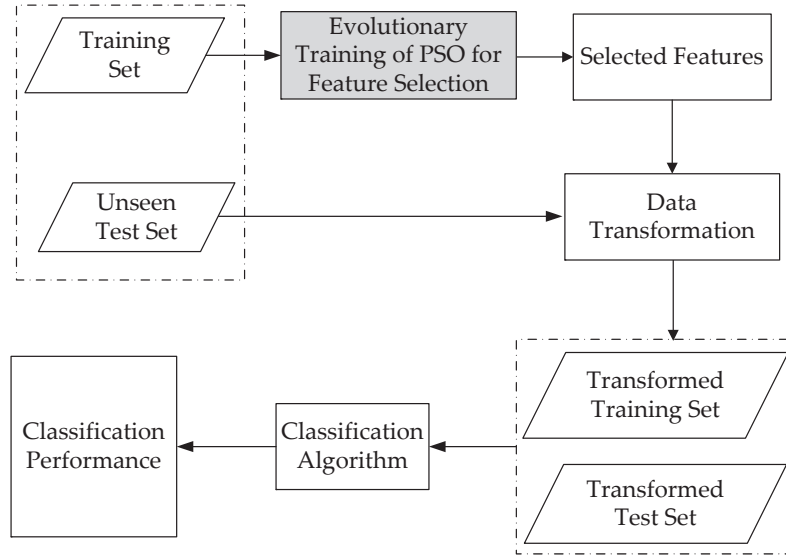 Training
Set
Evolutionary
Training of PSO for
Feature Selection
Selected Features
Unseen
Test Set
Data
Transformation
Transformed
Training Set
Classification
Performance
Classification
Algorithm
Transformed
Test Set